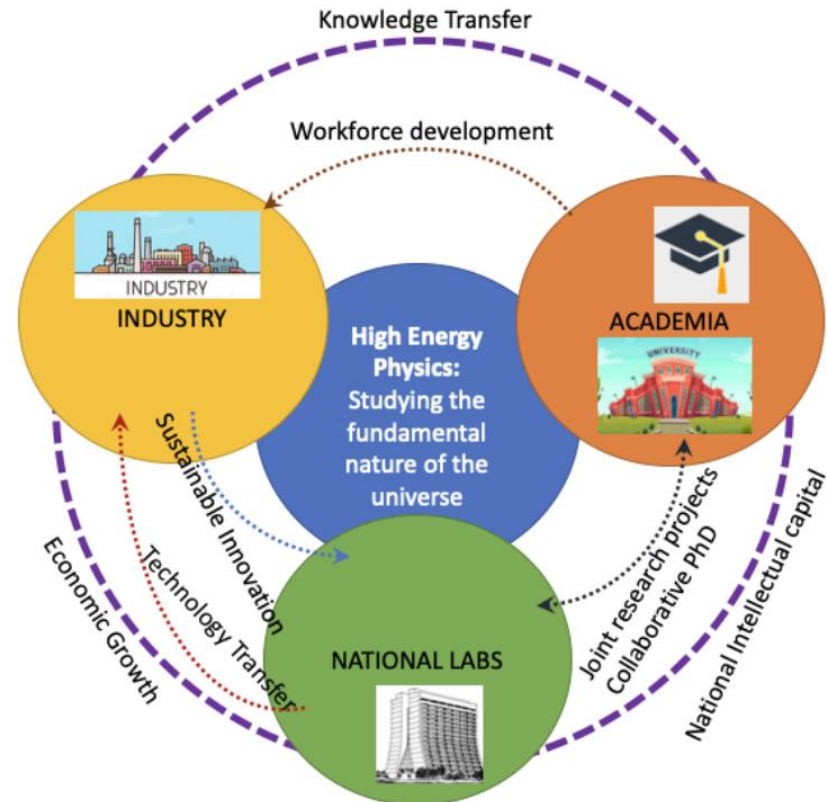 Knowledge Transfer
Workforce development
INDUSTRY
INDUSTRY
UNIVERSITY
ACADEMIA
High Energy
Physics:
Studying the
fundamental
nature of the
universe
Sustainable Innovation
Technology Transfer
Economic Growth
Joint research projects
Collaborative PhD
National Intellectual capital
NATIONAL LABS